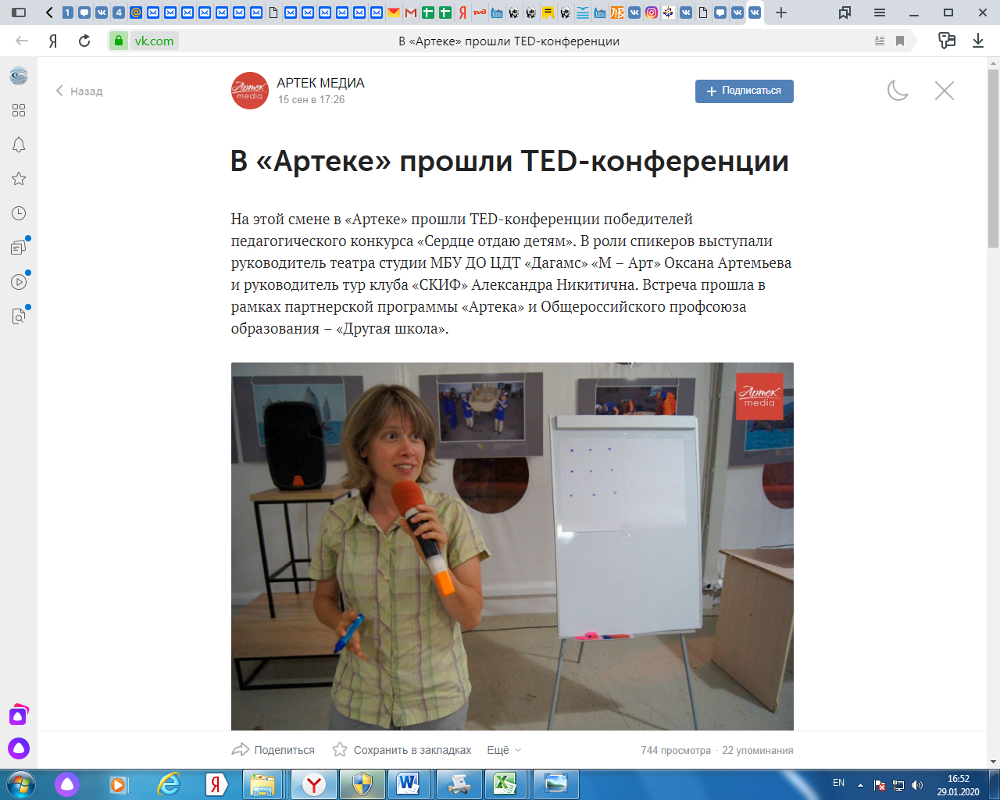 1
4
vk.com
В «Артеке» прошли TED-конференции
Назад
АРТЕК МЕДИА
15 сен в 17:26
Подписаться
В «Артеке» прошли TED-конференции
На этой смене в «Артеке» прошли TED-конференции победителей
педагогического конкурса «Сердце отдаю детям». В роли спикеров выступали
руководитель театра студии МБУ ДО ЦДТ «Дагамс» «М – Арт» Оксана Артемьева
и руководитель тур клуба «СКИФ» Александра Никитична. Встреча прошла в
рамках партнерской программы «Артека» и Общероссийского профсоюза
образования – «Другая школа».
Артек
media
Поделиться
Сохранить в закладках
Ещё
744 просмотра · 22 упоминания
EN
16:52
29.01.2020